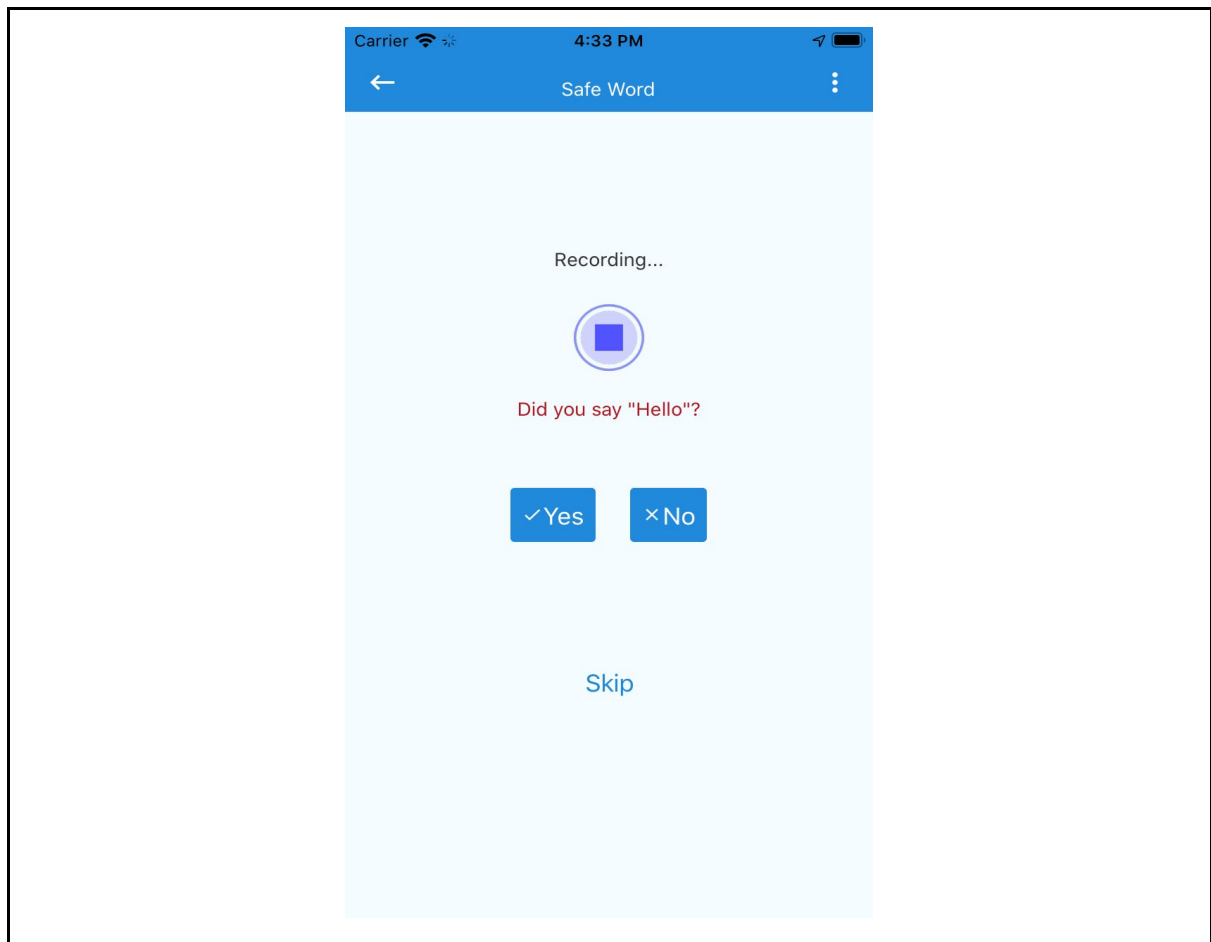 Carrier 4:33 PM
Safe Word
Recording...
Did you say "Hello"?
Yes No
Skip